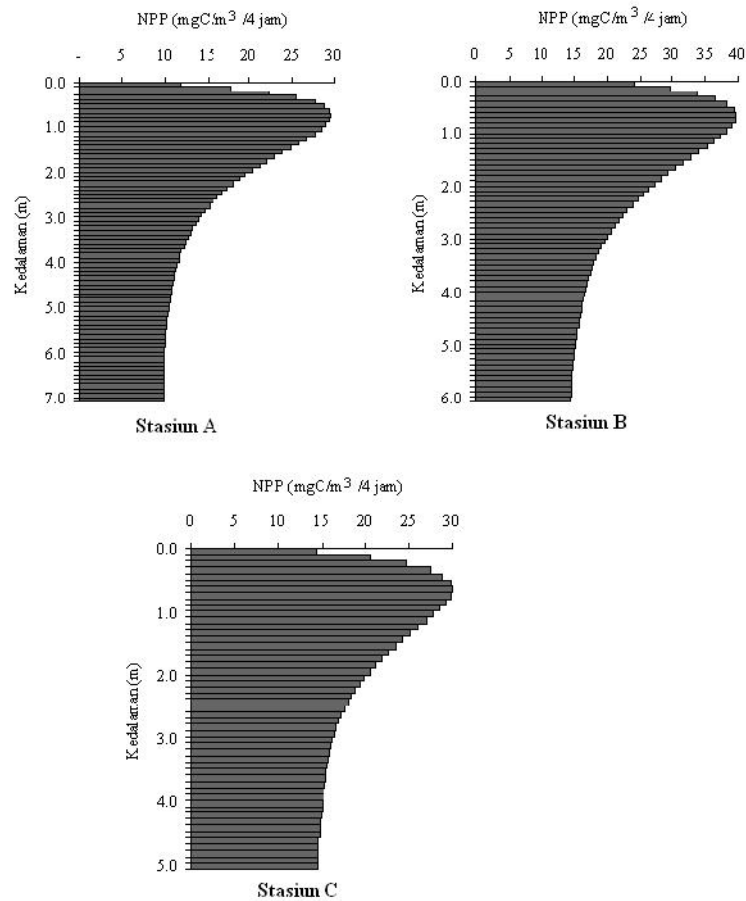 NPP (mgC/m³ /4 jam)
- 5 10 15 20 25 30
0.0
1.0
2.0
3.0
4.0
5.0
6.0
7.0
Kedalaman (m)
Stasiun A
NPP (mgC/m³ /4 jam)
0 5 10 15 20 25 30 35 40
0.0
1.0
2.0
3.0
4.0
5.0
6.0
Kedalaman (m)
Stasiun B
NPP (mgC/m³ /4 jam)
0 5 10 15 20 25 30
0.0
1.0
2.0
3.0
4.0
5.0
Kedalaman (m)
Stasiun C